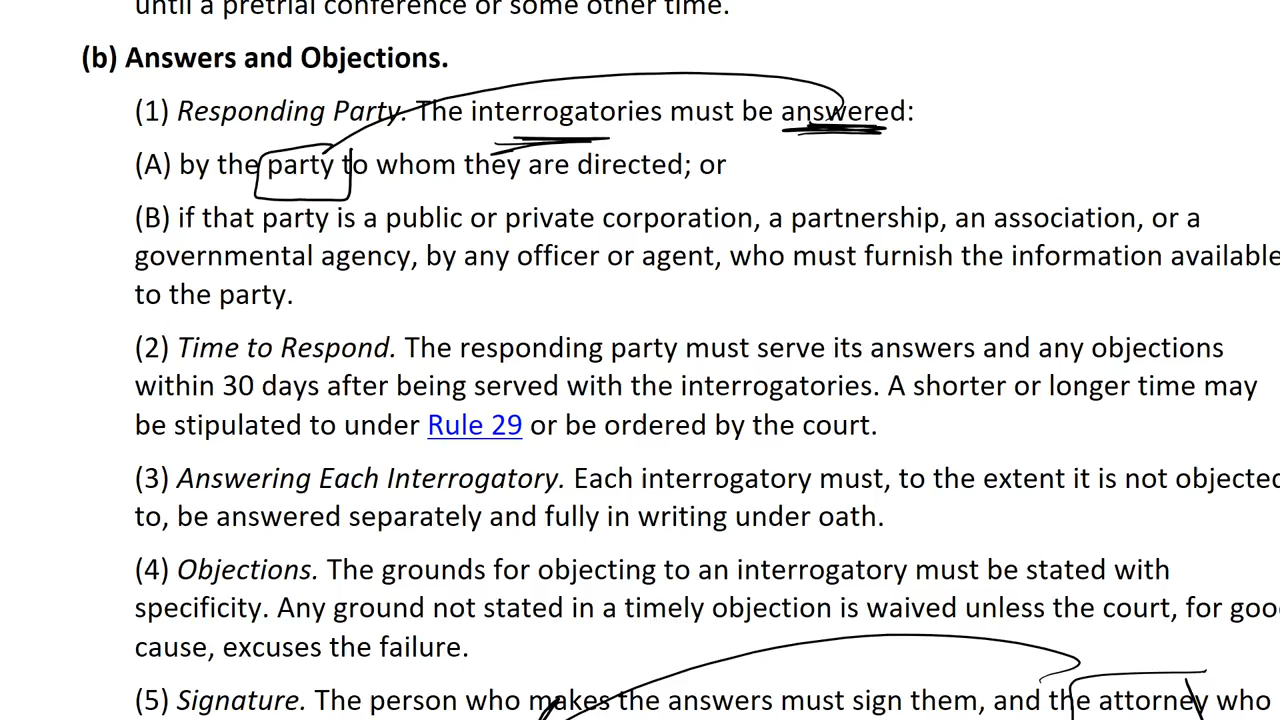 until a pretrial conference or some other time.
(b) Answers and Objections.
(1) Responding Party. The interrogatories must be answered:
(A) by the party to whom they are directed; or
(B) if that party is a public or private corporation, a partnership, an association, or a
governmental agency, by any officer or agent, who must furnish the information available
to the party.
(2) Time to Respond. The responding party must serve its answers and any objections
within 30 days after being served with the interrogatories. A shorter or longer time may
be stipulated to under Rule 29 or be ordered by the court.
(3) Answering Each Interrogatory. Each interrogatory must, to the extent it is not objected
to, be answered separately and fully in writing under oath.
(4) Objections. The grounds for objecting to an interrogatory must be stated with
specificity. Any ground not stated in a timely objection is waived unless the court, for goo
cause, excuses the failure.
(5) Signature. The person who makes the answers must sign them, and the attorney who